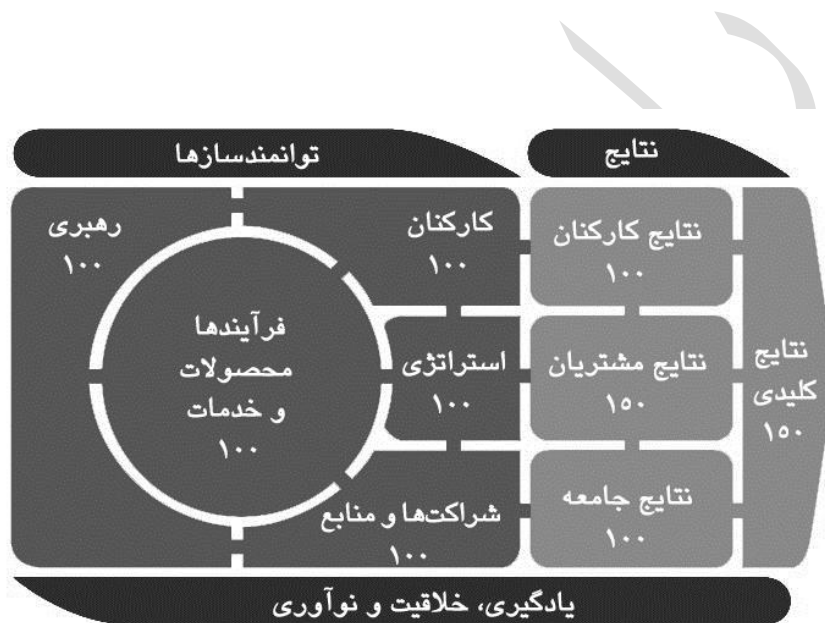 توانمندسازها
نتایج
رهبری
۱۰۰
کارکنان
۱۰۰
نتایج کارکنان
۱۰۰
فرآیندها
محصولات
و خدمات
۱۰۰
استراتژی
۱۰۰
نتایج مشتریان
۱۵۰
نتایج
کلیدی
۱۵۰
شراکت‌ها و منابع
۱۰۰
نتایج جامعه
۱۰۰
یادگیری، خلاقیت و نوآوری